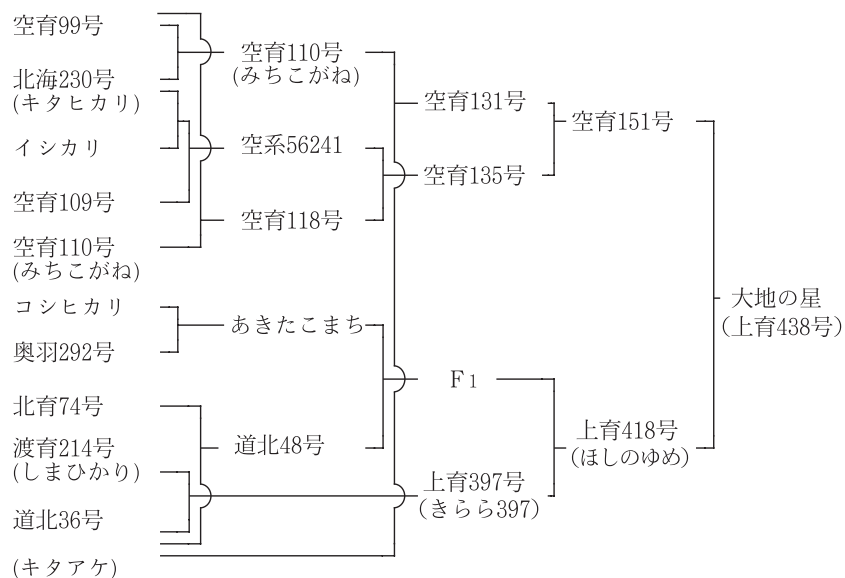 空育99号
北海230号
(キタヒカリ)
イシカリ
空育109号
空育110号
(みちこがね)
コシヒカリ
奥羽292号
北育74号
渡育214号
(しまひかり)
道北36号
(キタアケ)
空育110号
(みちこがね)
空系56241
空育118号
あきたこまち
道北48号
空育131号
空育135号
F1
上育397号
(きらら397)
空育151号
上育418号
(ほしのゆめ)
大地の星
(上育438号)